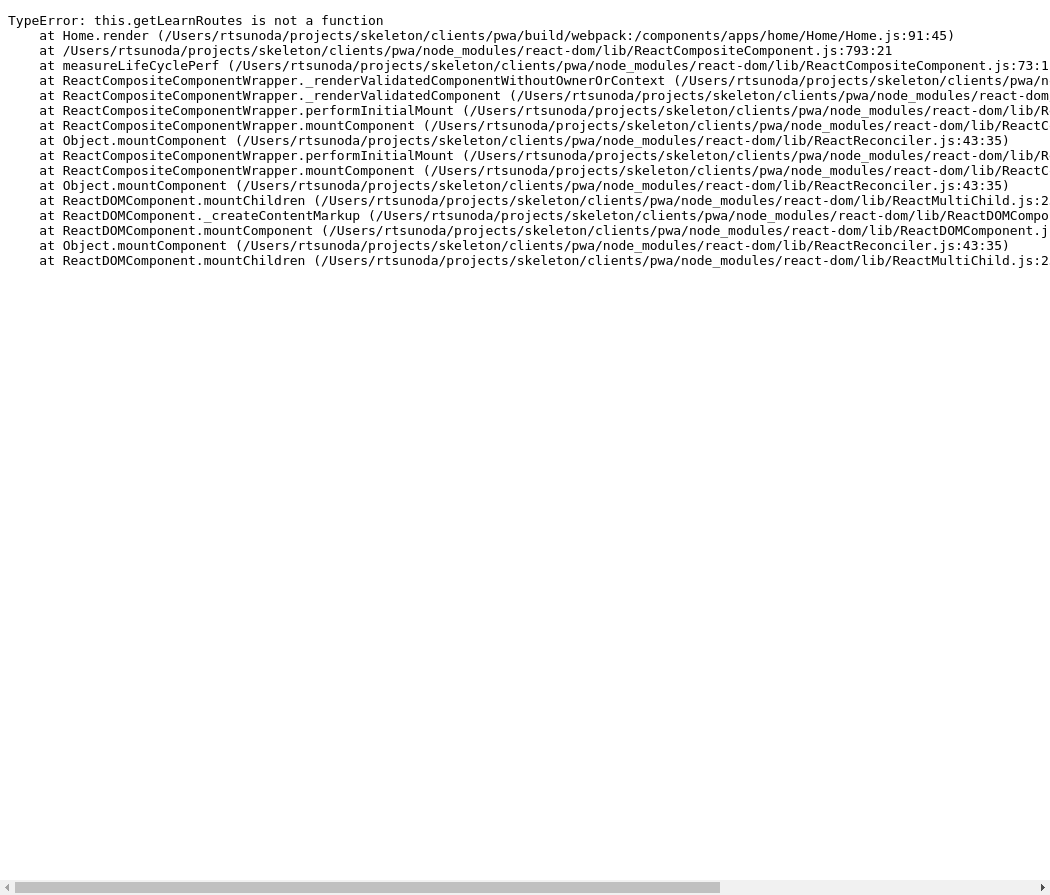 TypeError: this.getLearnRoutes is not a function
    at Home.render (/Users/rtsunoda/projects/skeleton/clients/pwa/build/webpack:/components/apps/home/Home/Home.js:91:45)
    at /Users/rtsunoda/projects/skeleton/clients/pwa/node_modules/react-dom/lib/ReactCompositeComponent.js:793:21
    at measureLifeCyclePerf (/Users/rtsunoda/projects/skeleton/clients/pwa/node_modules/react-dom/lib/ReactCompositeComponent.js:73:1
    at ReactCompositeComponentWrapper._renderValidatedComponentWithoutOwnerOrContext (/Users/rtsunoda/projects/skeleton/clients/pwa/n
    at ReactCompositeComponentWrapper._renderValidatedComponent (/Users/rtsunoda/projects/skeleton/clients/pwa/node_modules/react-dom
    at ReactCompositeComponentWrapper.performInitialMount (/Users/rtsunoda/projects/skeleton/clients/pwa/node_modules/react-dom/lib/R
    at ReactCompositeComponentWrapper.mountComponent (/Users/rtsunoda/projects/skeleton/clients/pwa/node_modules/react-dom/lib/ReactC
    at Object.mountComponent (/Users/rtsunoda/projects/skeleton/clients/pwa/node_modules/react-dom/lib/ReactReconciler.js:43:35)
    at ReactCompositeComponentWrapper.performInitialMount (/Users/rtsunoda/projects/skeleton/clients/pwa/node_modules/react-dom/lib/R
    at ReactCompositeComponentWrapper.mountComponent (/Users/rtsunoda/projects/skeleton/clients/pwa/node_modules/react-dom/lib/ReactC
    at Object.mountComponent (/Users/rtsunoda/projects/skeleton/clients/pwa/node_modules/react-dom/lib/ReactReconciler.js:43:35)
    at ReactDOMComponent.mountChildren (/Users/rtsunoda/projects/skeleton/clients/pwa/node_modules/react-dom/lib/ReactMultiChild.js:2
    at ReactDOMComponent._createContentMarkup (/Users/rtsunoda/projects/skeleton/clients/pwa/node_modules/react-dom/lib/ReactDOMCompo
    at ReactDOMComponent.mountComponent (/Users/rtsunoda/projects/skeleton/clients/pwa/node_modules/react-dom/lib/ReactDOMComponent.j
    at Object.mountComponent (/Users/rtsunoda/projects/skeleton/clients/pwa/node_modules/react-dom/lib/ReactReconciler.js:43:35)
    at ReactDOMComponent.mountChildren (/Users/rtsunoda/projects/skeleton/clients/pwa/node_modules/react-dom/lib/ReactMultiChild.js:2